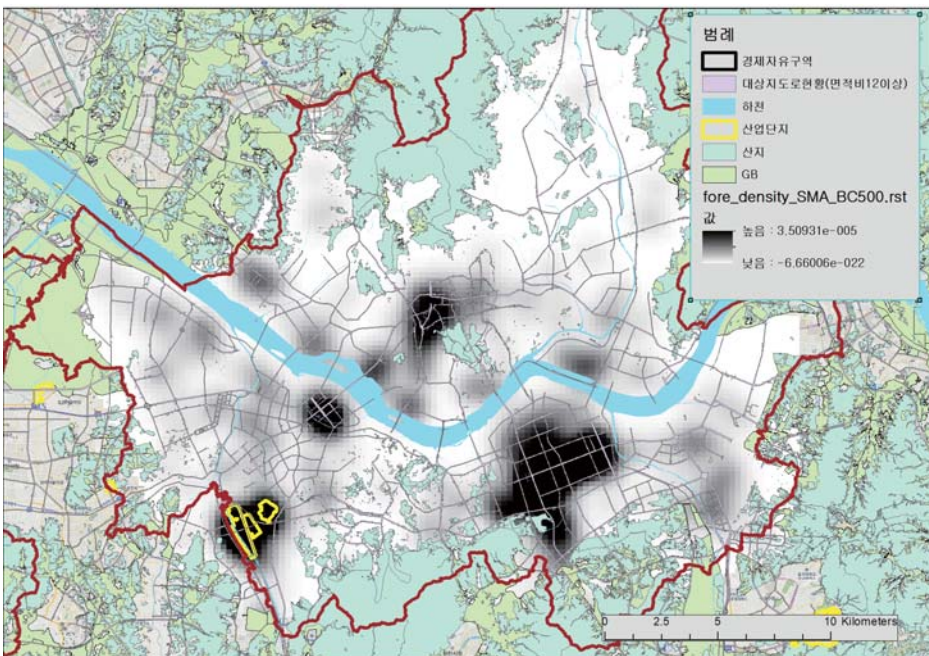 범례
경제자유구역
대상지도로현황(면적비12이상)
하천
산업단지
산지
GB
fore_density_SMA_BC500.rst
값
높음 : 3.50931e-005
낮음 : -6.66006e-022
0 2.5 5 10 Kilometers